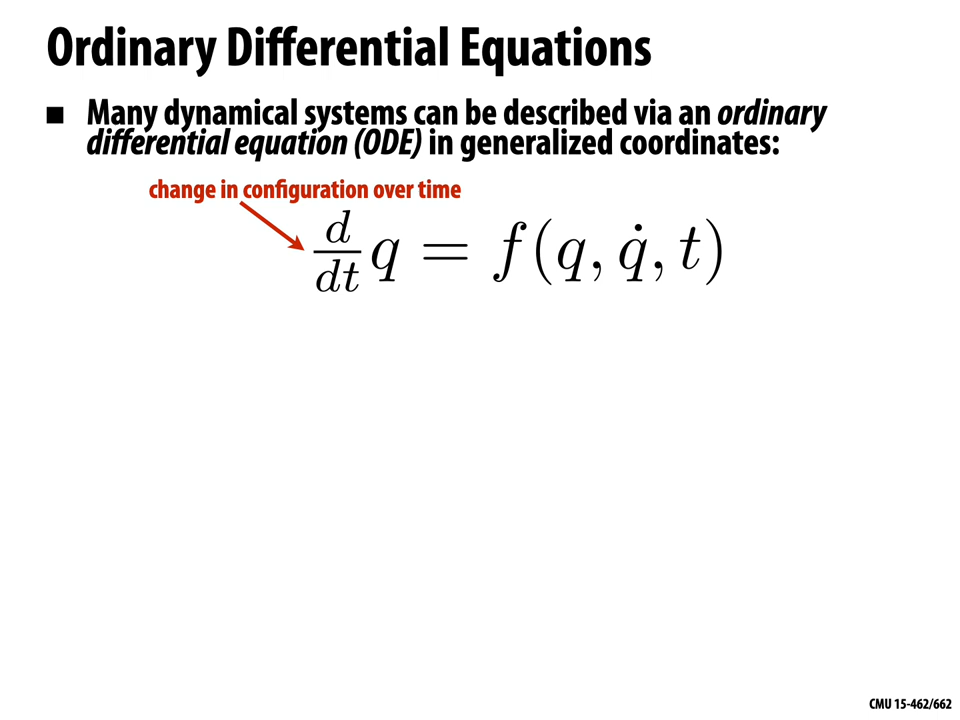 Ordinary Differential Equations
■ Many dynamical systems can be described via an ordinary
differential equation (ODE) in generalized coordinates:
change in configuration over time
d/dt q = f(q, q̇, t)
CMU 15-462/662